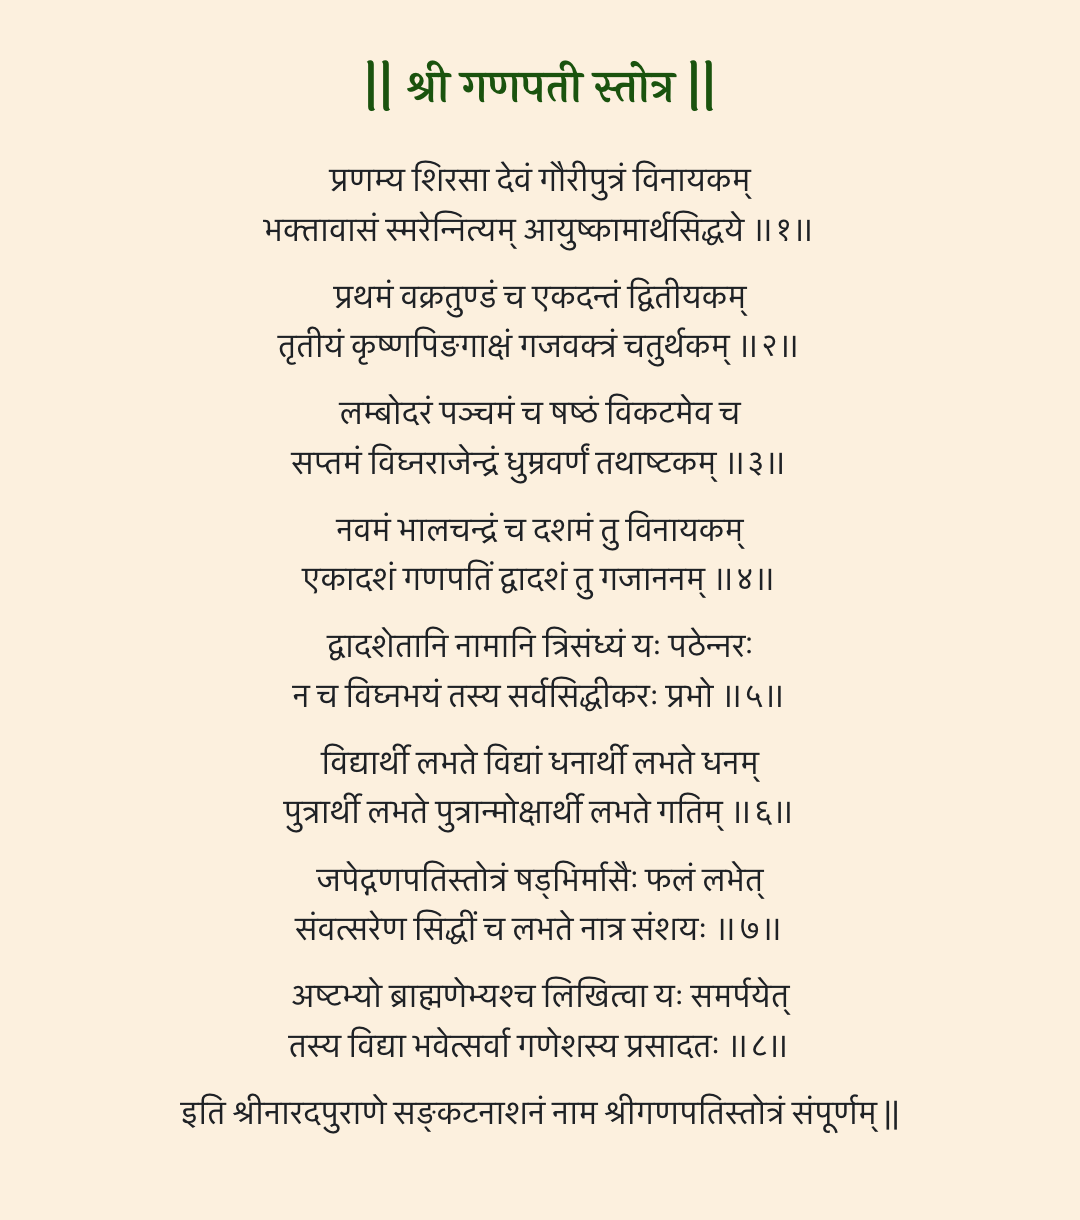 || श्री गणपती स्तोत्र ||
प्रणम्य शिरसा देवं गौरीपुत्रं विनायकम्
भक्तावासं स्मरेन्नित्यम् आयुष्कामार्थसिद्धये ॥१॥
प्रथमं वक्रतुण्डं च एकदन्तं द्वितीयकम्
तृतीयं कृष्णपिङगाक्षं गजवक्त्रं चतुर्थकम् ॥२॥
लम्बोदरं पञ्चमं च षष्ठं विकटमेव च
सप्तमं विघ्नराजेन्द्रं धुम्रवर्णं तथाष्टकम् ॥३॥
नवमं भालचन्द्रं च दशमं तु विनायकम्
एकादशं गणपतिं द्वादशं तु गजाननम् ॥४॥
द्वादशेतानि नामानि त्रिसंध्यं यः पठेन्नरः
न च विघ्नभयं तस्य सर्वसिद्धीकरः प्रभो ॥५॥
विद्यार्थी लभते विद्यां धनार्थी लभते धनम्
पुत्रार्थी लभते पुत्रान्मोक्षार्थी लभते गतिम् ॥६॥
जपेद्गणपतिस्तोत्रं षड्भिर्मासैः फलं लभेत्
संवत्सरेण सिद्धीं च लभते नात्र संशयः ॥७॥
अष्टभ्यो ब्राह्मणेभ्यश्च लिखित्वा यः समर्पयेत्
तस्य विद्या भवेत्सर्वा गणेशस्य प्रसादतः ॥८॥
इति श्रीनारदपुराणे सङ्कटनाशनं नाम श्रीगणपतिस्तोत्रं संपूर्णम् ||